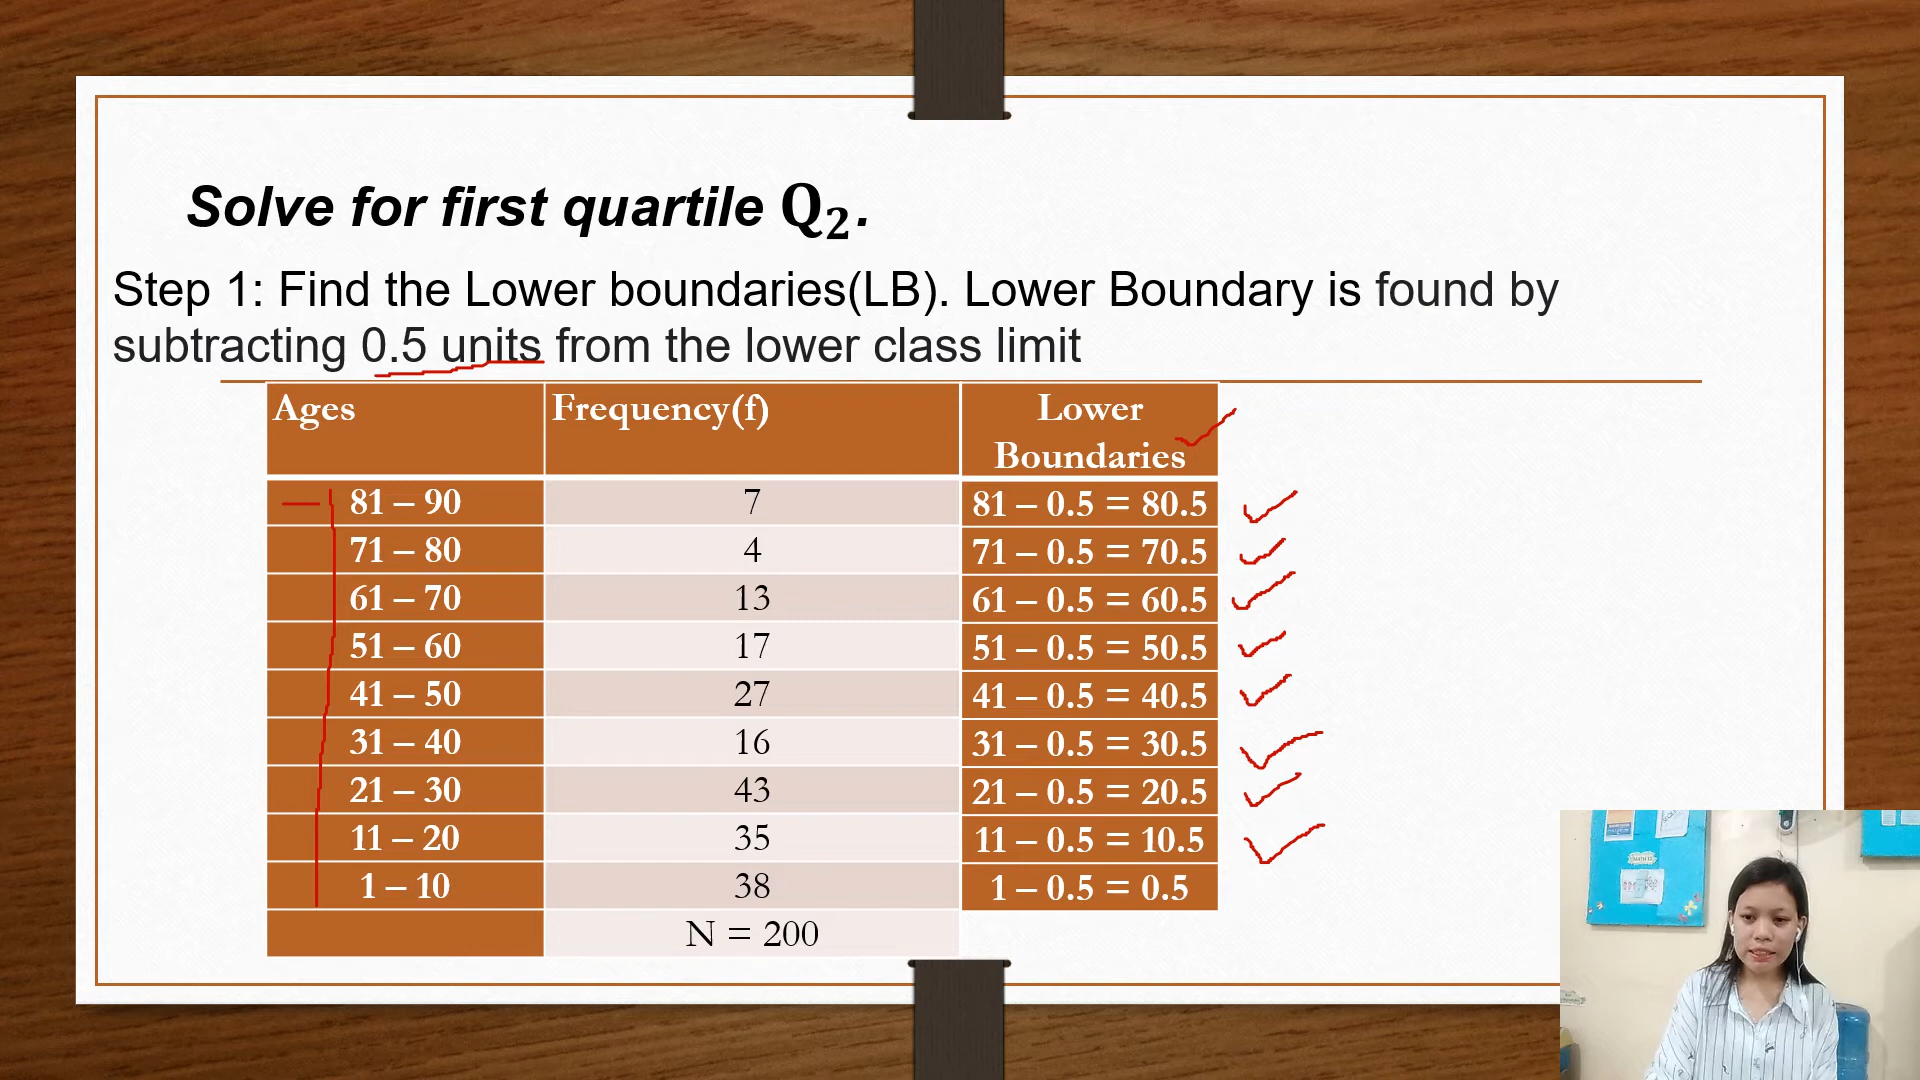 Solve for first quartile Q₂.
Step 1: Find the Lower boundaries(LB). Lower Boundary is found by
subtracting 0.5 units from the lower class limit
Ages Frequency(f) Lower Boundaries
81 – 90 7 81 – 0.5 = 80.5
71 – 80 4 71 – 0.5 = 70.5
61 – 70 13 61 – 0.5 = 60.5
51 – 60 17 51 – 0.5 = 50.5
41 – 50 27 41 – 0.5 = 40.5
31 – 40 16 31 – 0.5 = 30.5
21 – 30 43 21 – 0.5 = 20.5
11 – 20 35 11 – 0.5 = 10.5
1 – 10 38 1 – 0.5 = 0.5
N = 200